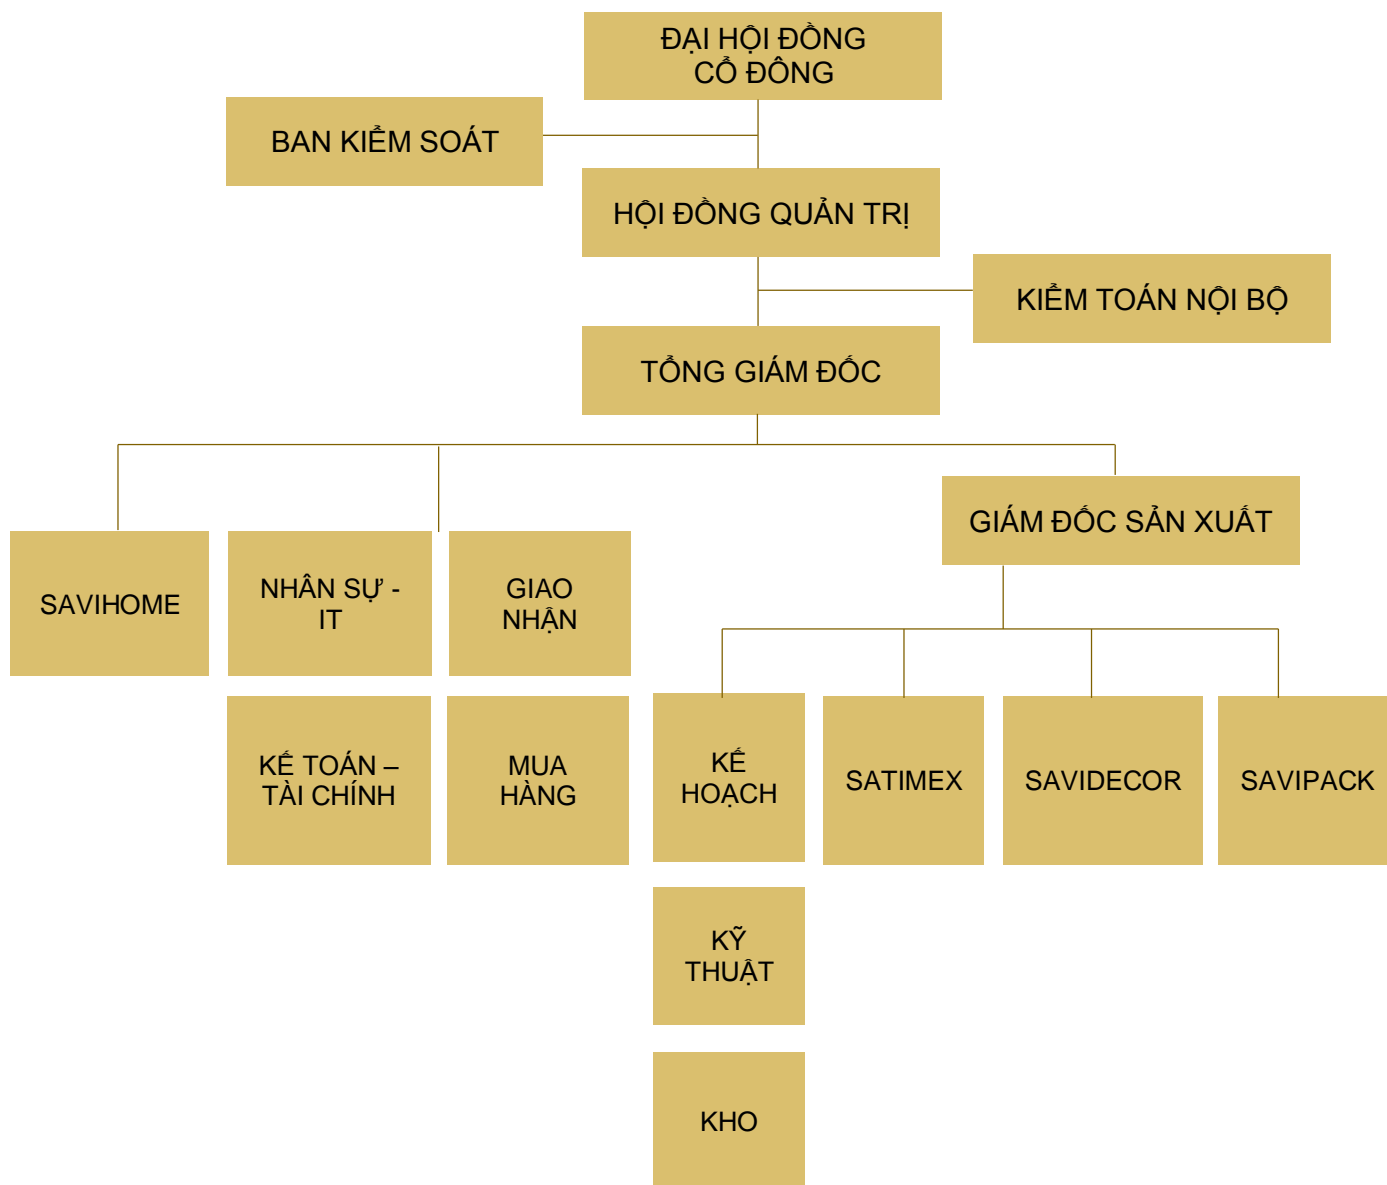 ĐẠI HỘI ĐỒNG
CỔ ĐÔNG
BAN KIỂM SOÁT
HỘI ĐỒNG QUẢN TRỊ
KIỂM TOÁN NỘI BỘ
TỔNG GIÁM ĐỐC
GIÁM ĐỐC SẢN XUẤT
SAVIHOME
NHÂN SỰ -
IT
GIAO
NHẬN
KẾ TOÁN –
TÀI CHÍNH
MUA
HÀNG
KẾ
HOẠCH
SATIMEX
SAVIDECOR
SAVIPACK
KỸ
THUẬT
KHO